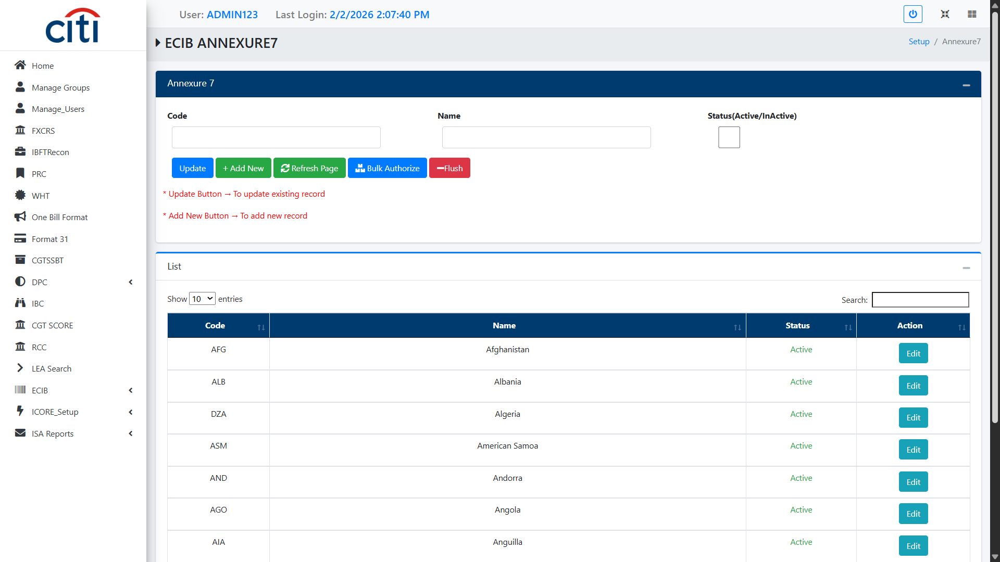 citi
User: ADMIN123 Last Login: 2/2/2026 2:07:40 PM
ECIB ANNEXURE7
Setup / Annexure7
Home
Manage Groups
Manage_Users
FXCRS
IBFTRecon
PRC
WHT
One Bill Format
Format 31
CGTSSBT
DPC
IBC
CGT SCORE
RCC
LEA Search
ECIB
ICORE_Setup
ISA Reports
Annexure 7
Code Name Status(Active/InActive)
Update + Add New Refresh Page Bulk Authorize Flush
* Update Button → To update existing record
* Add New Button → To add new record
List
Show 10 entries Search:
Code Name Status Action
AFG Afghanistan Active Edit
ALB Albania Active Edit
DZA Algeria Active Edit
ASM American Samoa Active Edit
AND Andorra Active Edit
AGO Angola Active Edit
AIA Anguilla Active Edit